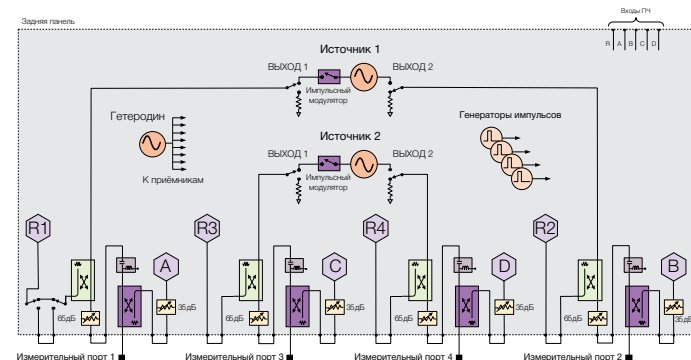 Задняя панель
Входы ПЧ
R A B C D
Источник 1
ВЫХОД 1
ВЫХОД 2
Импульсный
модулятор
Гетеродин
К приёмникам
Генераторы импульсов
Источник 2
ВЫХОД 1
ВЫХОД 2
Импульсный
модулятор
R1
A
R3
C
R4
D
R2
B
65дБ
35дБ
65дБ
35дБ
65дБ
35дБ
65дБ
35дБ
Измерительный порт 1
Измерительный порт 3
Измерительный порт 4
Измерительный порт 2